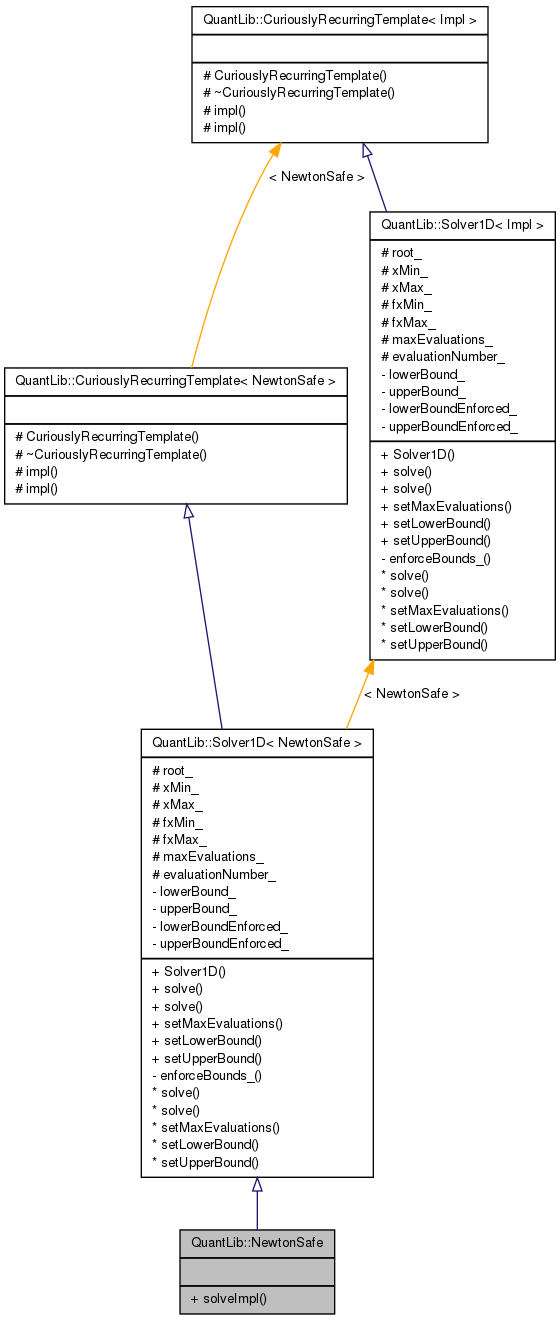 QuantLib::CuriouslyRecurringTemplate< Impl >
# CuriouslyRecurringTemplate()
# ~CuriouslyRecurringTemplate()
# impl()
# impl()
< NewtonSafe >
QuantLib::Solver1D< Impl >
# root_
# xMin_
# xMax_
# fxMin_
# fxMax_
# maxEvaluations_
# evaluationNumber_
- lowerBound_
- upperBound_
- lowerBoundEnforced_
- upperBoundEnforced_
+ Solver1D()
+ solve()
+ solve()
+ setMaxEvaluations()
+ setLowerBound()
+ setUpperBound()
- enforceBounds_()
* solve()
* solve()
* setMaxEvaluations()
* setLowerBound()
* setUpperBound()
QuantLib::CuriouslyRecurringTemplate< NewtonSafe >
# CuriouslyRecurringTemplate()
# ~CuriouslyRecurringTemplate()
# impl()
# impl()
< NewtonSafe >
QuantLib::Solver1D< NewtonSafe >
# root_
# xMin_
# xMax_
# fxMin_
# fxMax_
# maxEvaluations_
# evaluationNumber_
- lowerBound_
- upperBound_
- lowerBoundEnforced_
- upperBoundEnforced_
+ Solver1D()
+ solve()
+ solve()
+ setMaxEvaluations()
+ setLowerBound()
+ setUpperBound()
- enforceBounds_()
* solve()
* solve()
* setMaxEvaluations()
* setLowerBound()
* setUpperBound()
QuantLib::NewtonSafe
+ solveImpl()